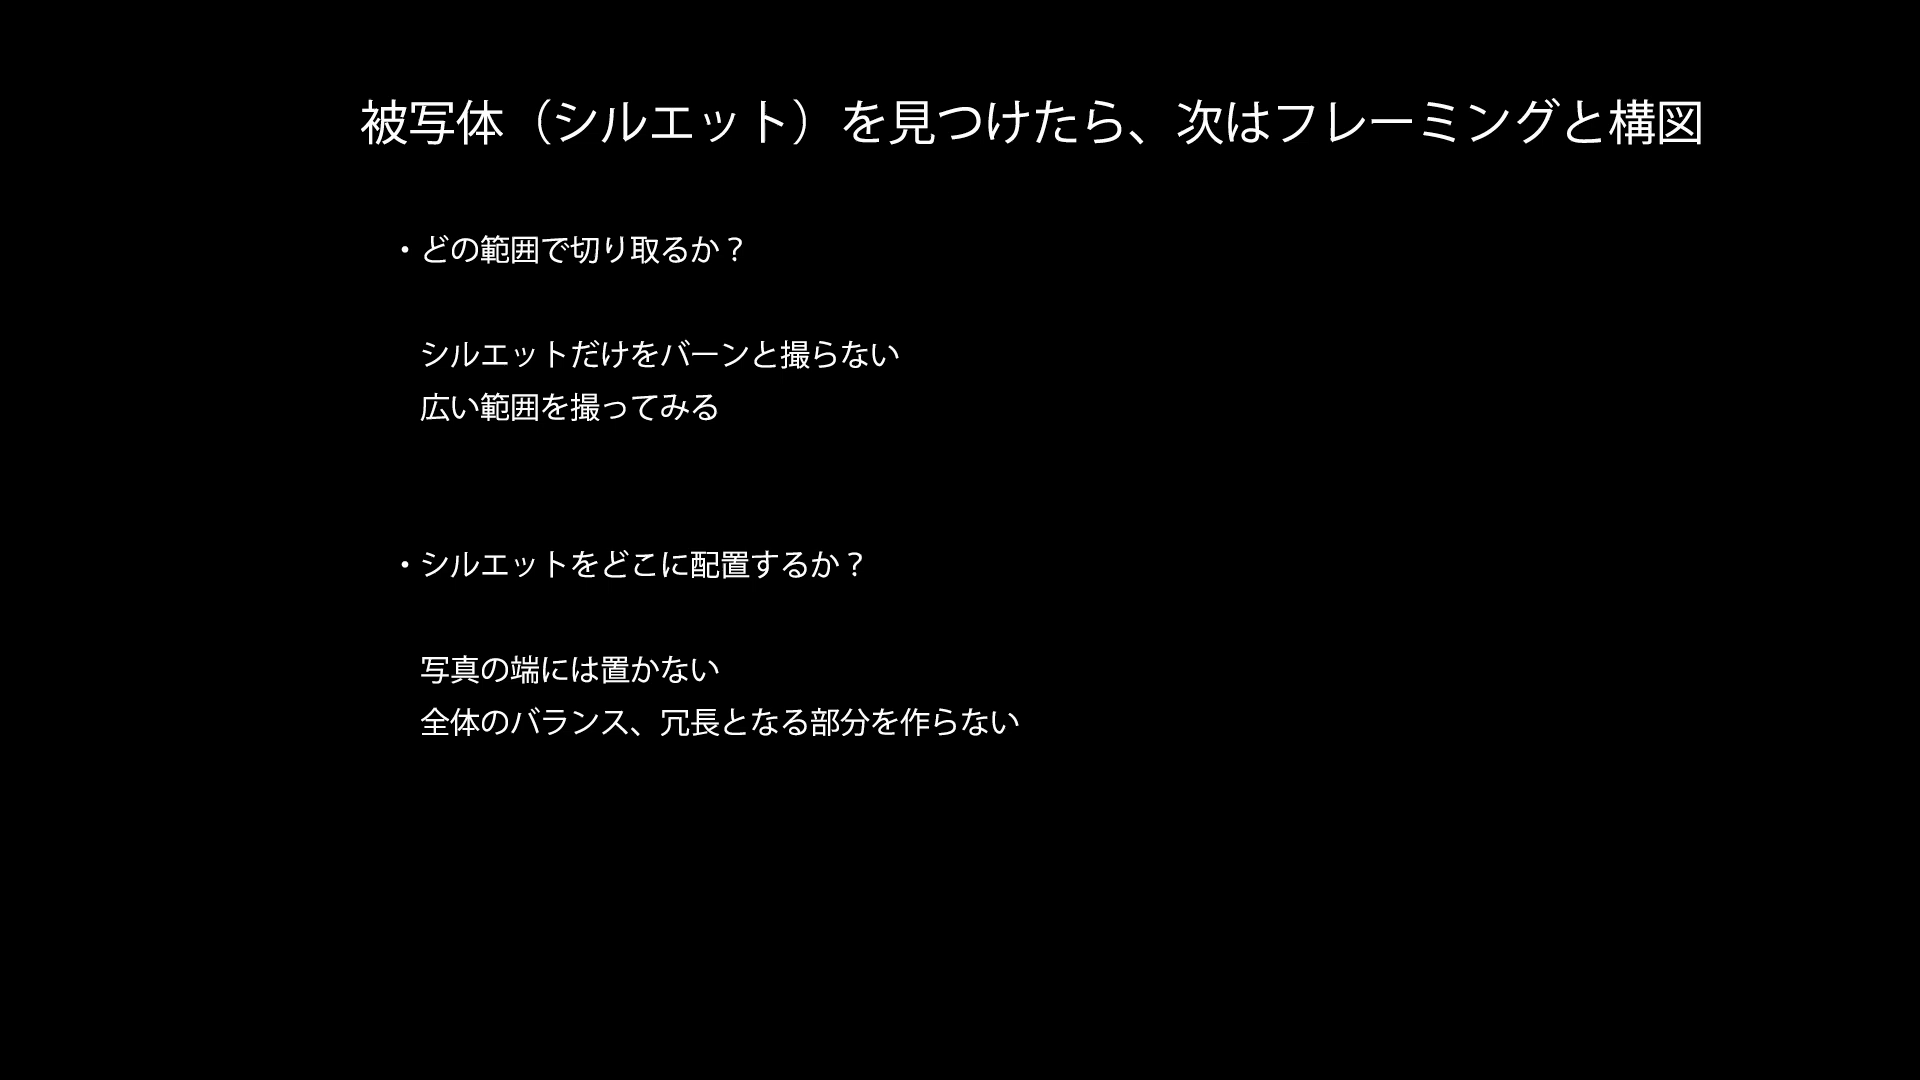 被写体（シルエット）を見つけたら、次はフレーミングと構図
・どの範囲で切り取るか？
シルエットだけをバーンと撮らない
広い範囲を撮ってみる
・シルエットをどこに配置するか？
写真の端には置かない
全体のバランス、冗長となる部分を作らない